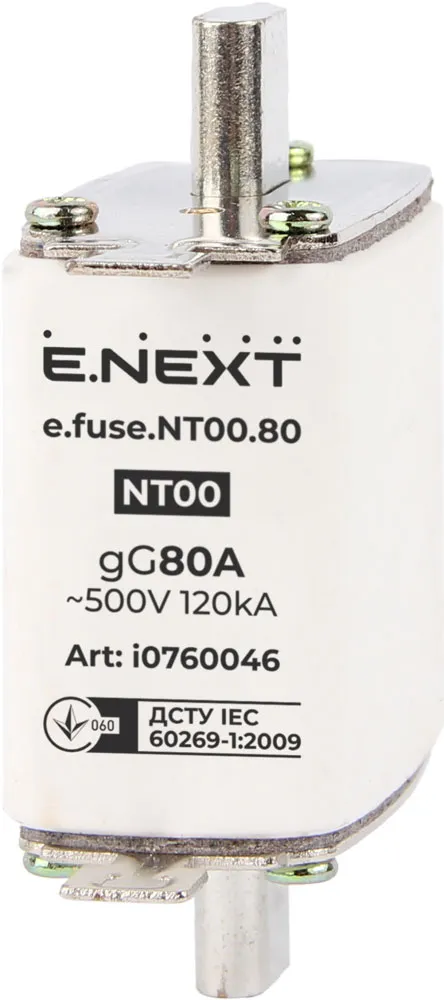 E.NEXT
e.fuse.NT00.80
NT00
gG80A
~500V 120kA
Art: i0760046
060
ДСТУ IEC
60269-1:2009